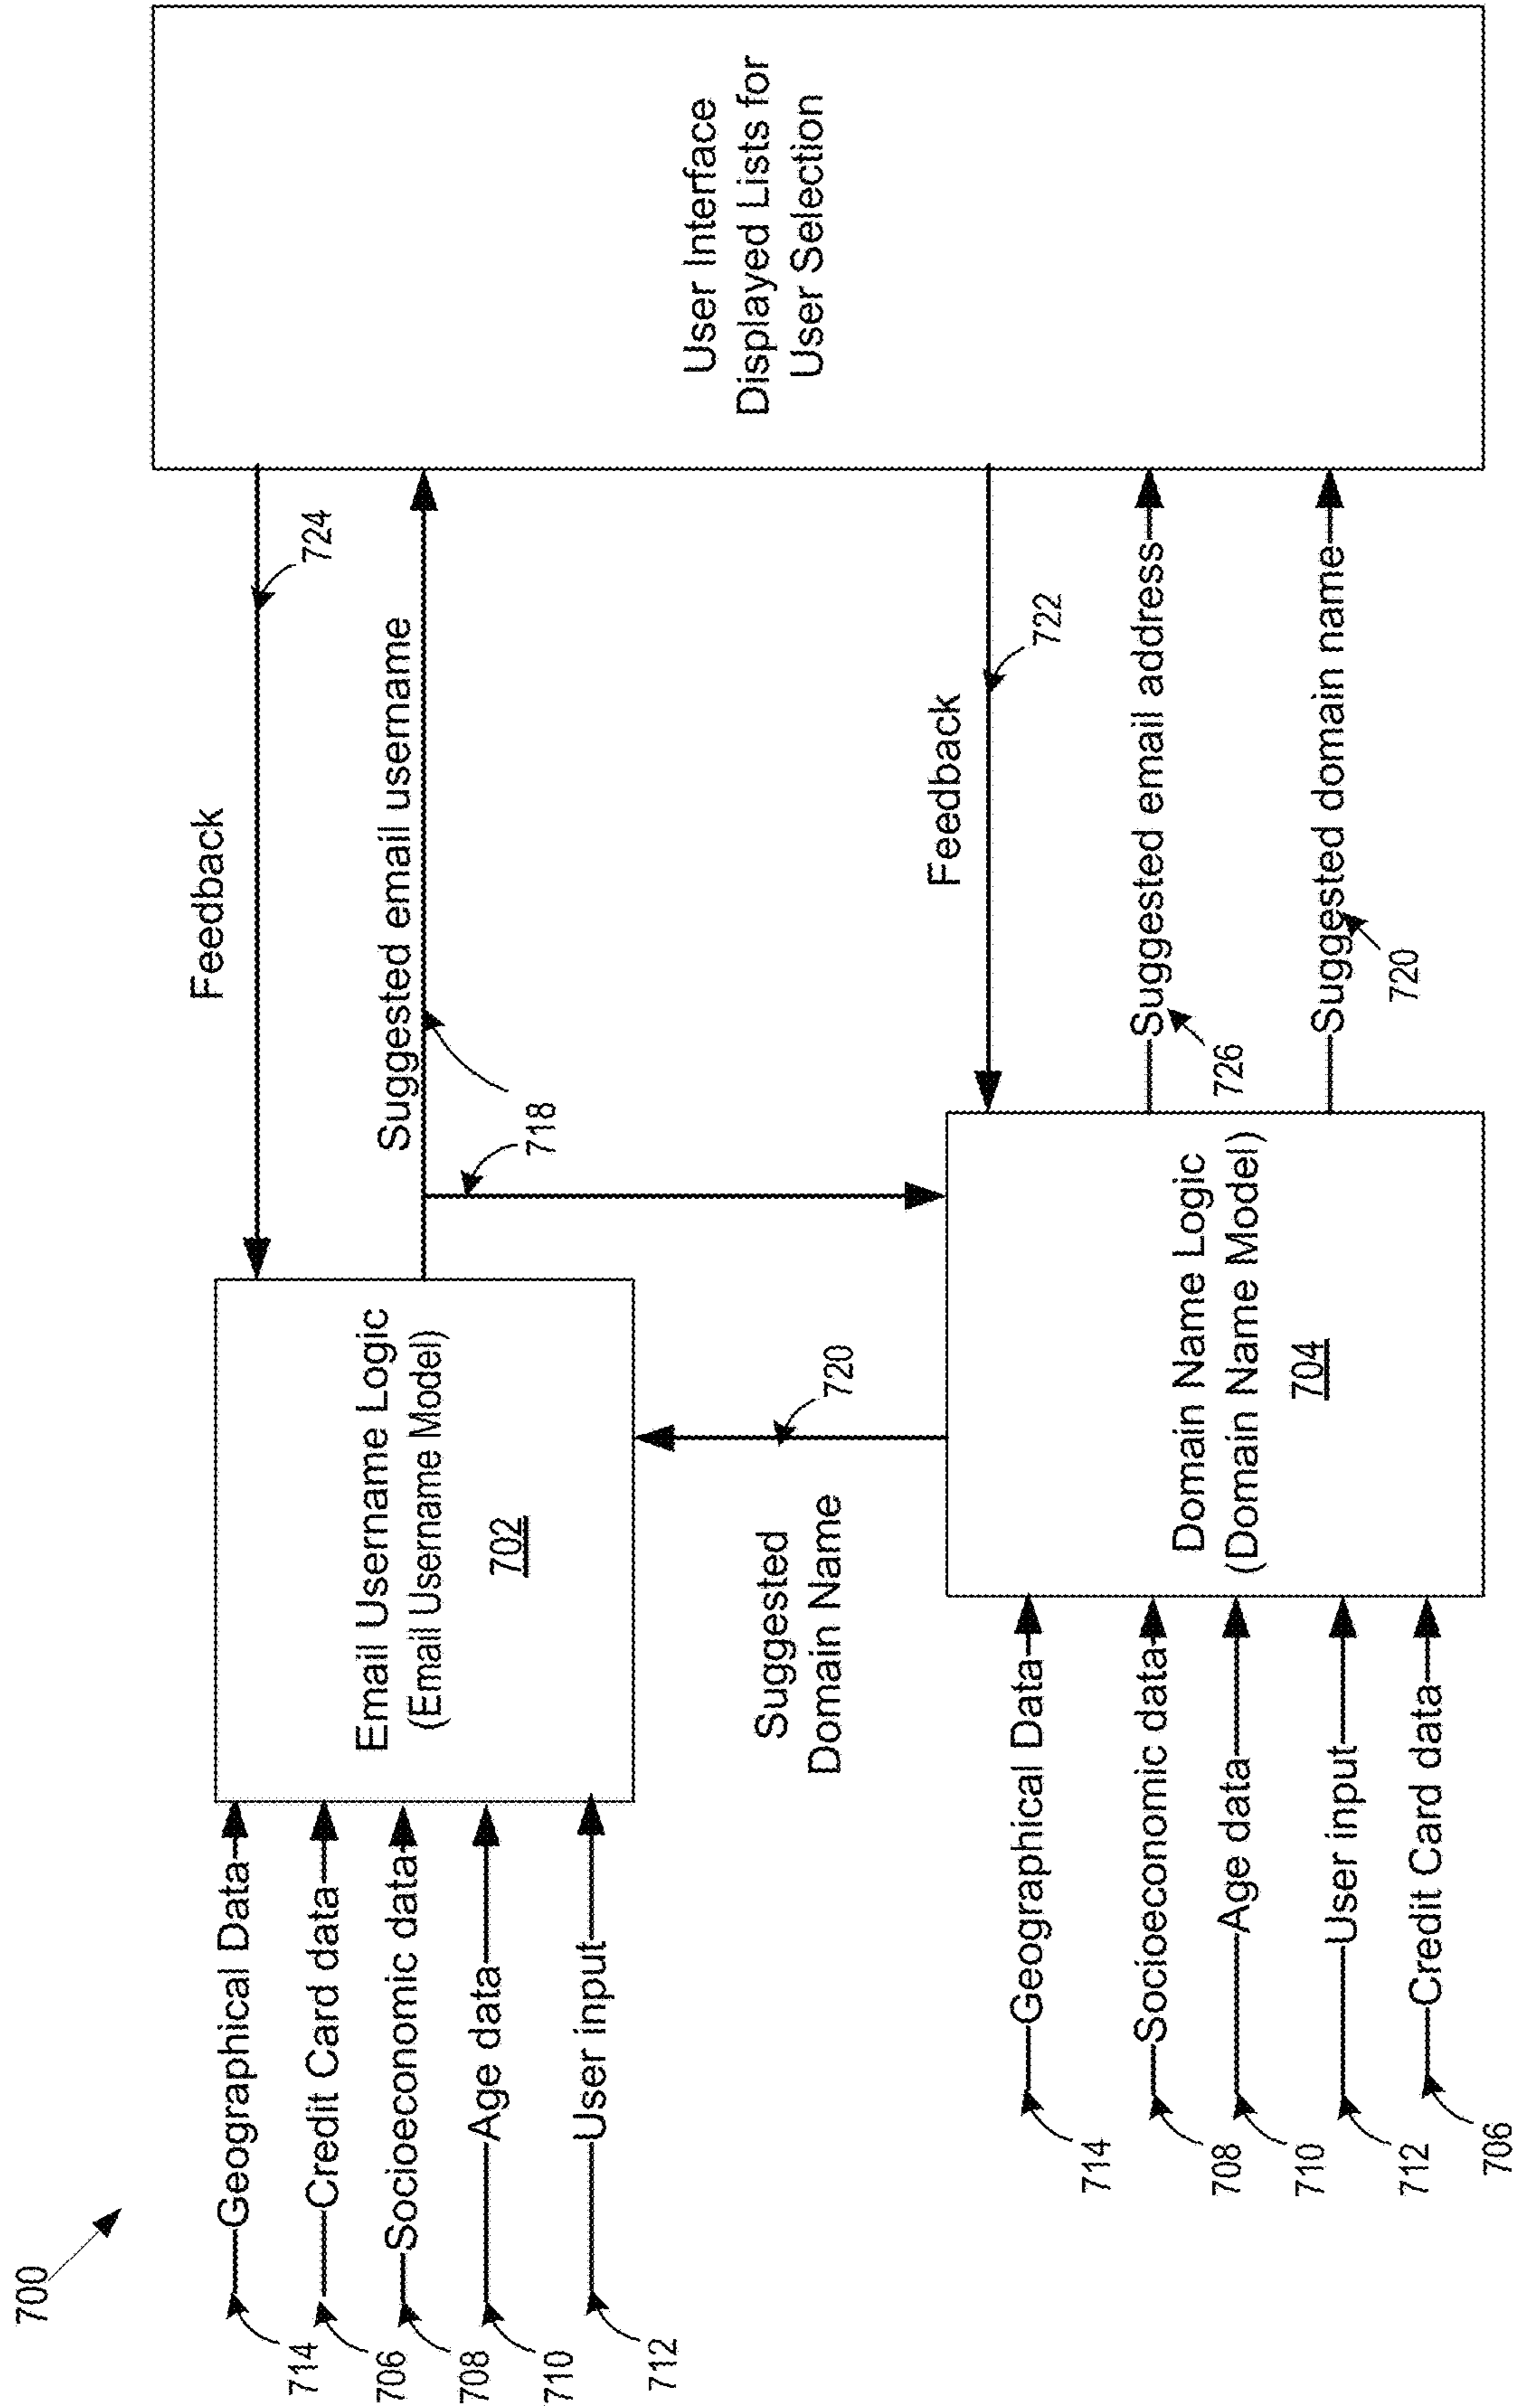 700
Geographical Data
714
Credit Card data
706
Socioeconomic data
708
Age data
710
User input
712
Email Username Logic
(Email Username Model)
702
Feedback
724
Suggested email username
718
Suggested
Domain Name
720
Geographical Data
714
Socioeconomic data
708
Age data
710
User input
712
Credit Card data
706
Domain Name Logic
(Domain Name Model)
704
Feedback
722
Suggested email address
726
Suggested domain name
720
User Interface
Displayed Lists for
User Selection